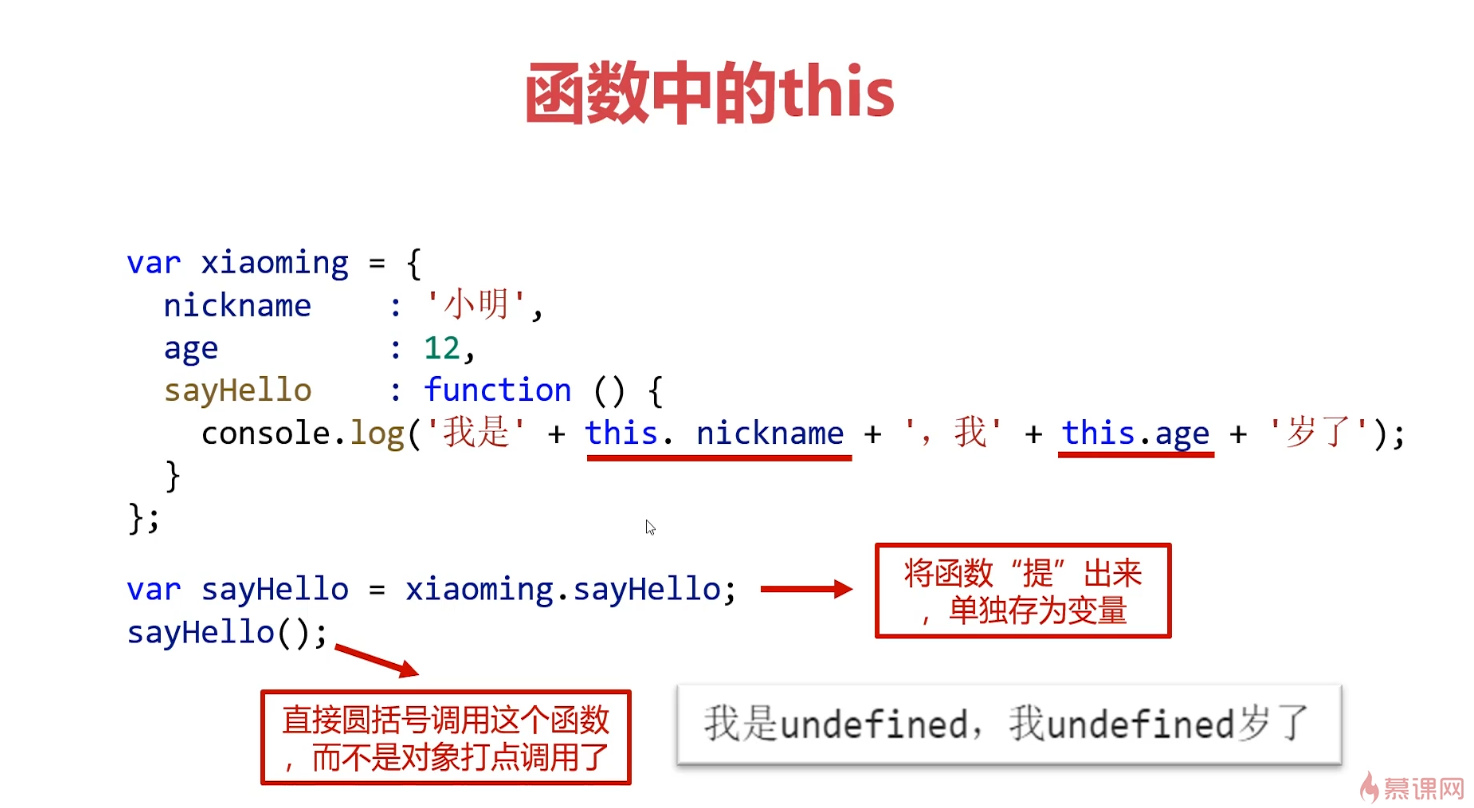 函数中的this
var xiaoming = {
nickname : '小明',
age : 12,
sayHello : function () {
console.log('我是' + this. nickname + '，我' + this.age + '岁了');
}
};
var sayHello = xiaoming.sayHello;
将函数“提”出来
，单独存为变量
sayHello();
直接圆括号调用这个函数
，而不是对象打点调用了
我是undefined，我undefined岁了
慕课网